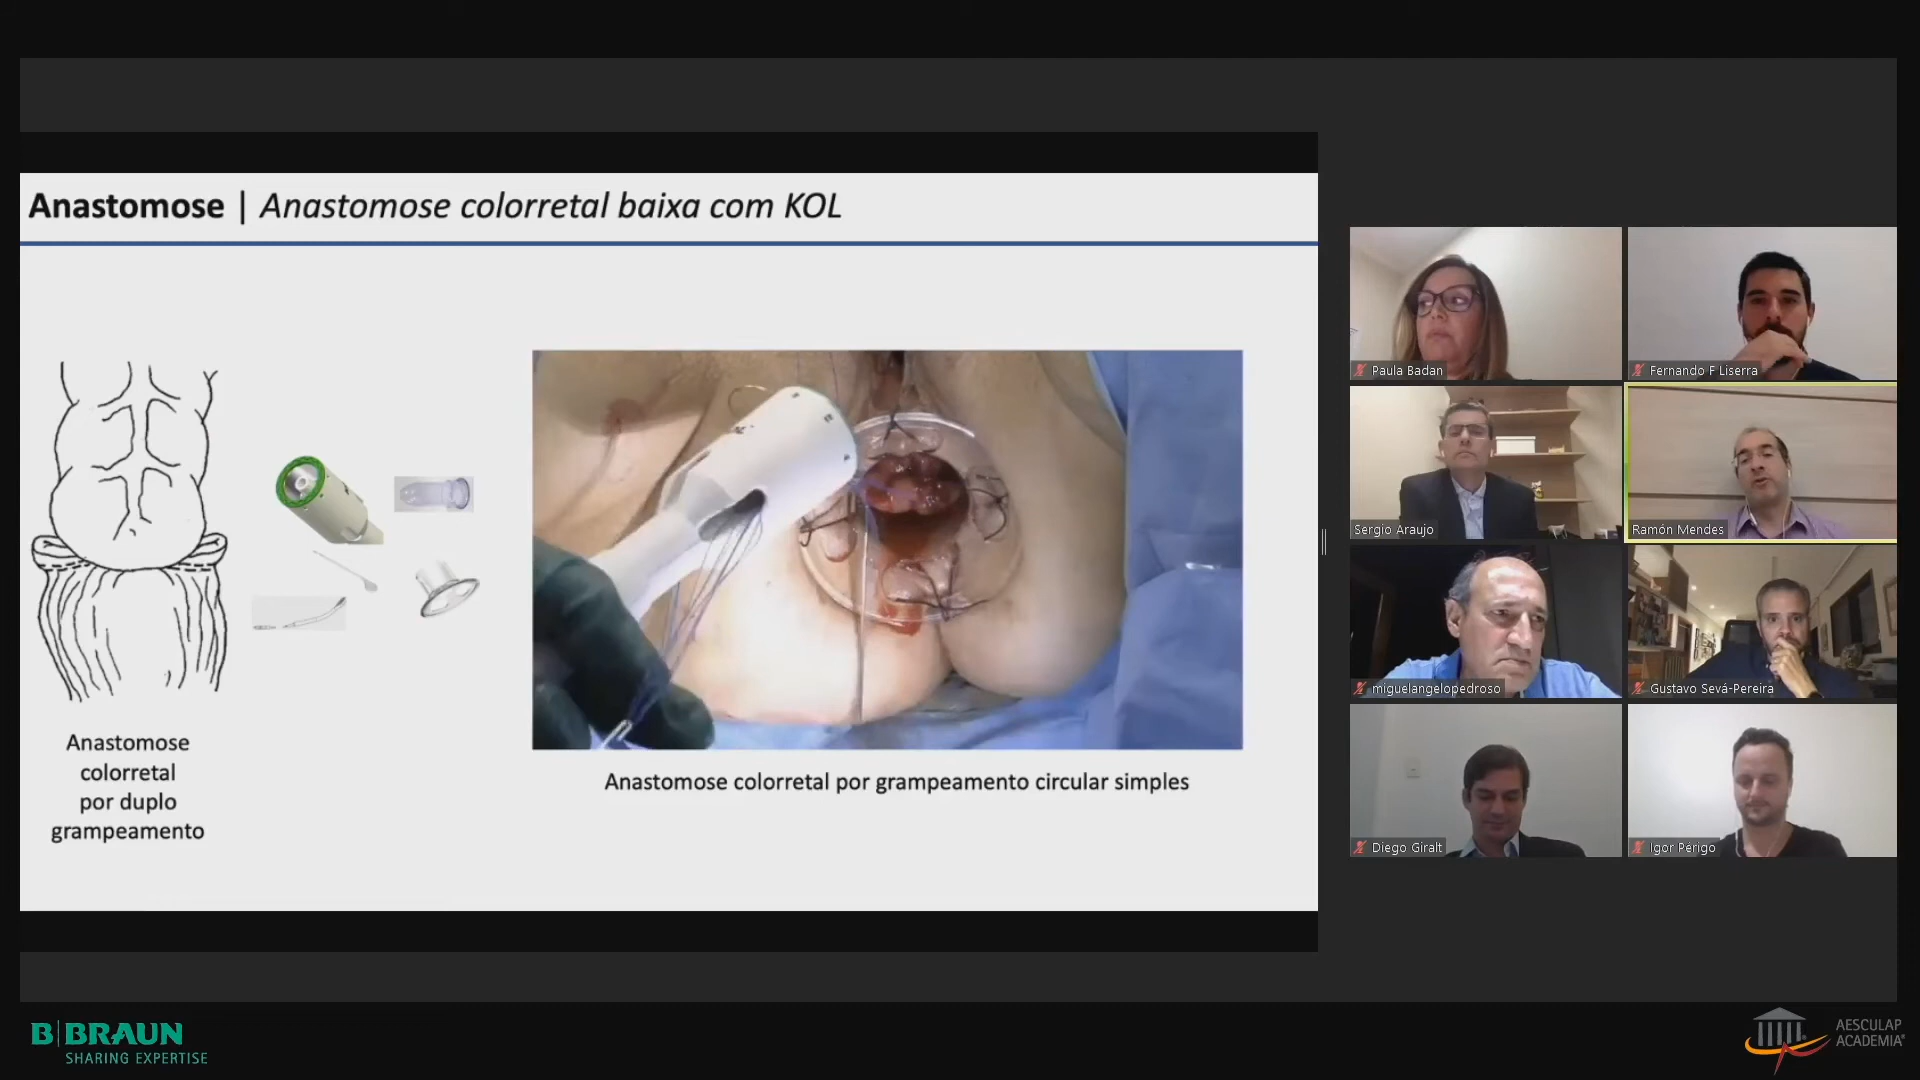 Anastomose | Anastomose colorretal baixa com KOL
Anastomose
colorretal
por duplo
grampeamento
Anastomose colorretal por grampeamento circular simples
Paula Badan
Fernando F Liserra
Sergio Araujo
Ramón Mendes
miguelangelopedroso
Gustavo Sevá-Pereira
Diego Giralt
Igor Périgo
B|BRAUN
SHARING EXPERTISE
AESCULAP
ACADEMIA®